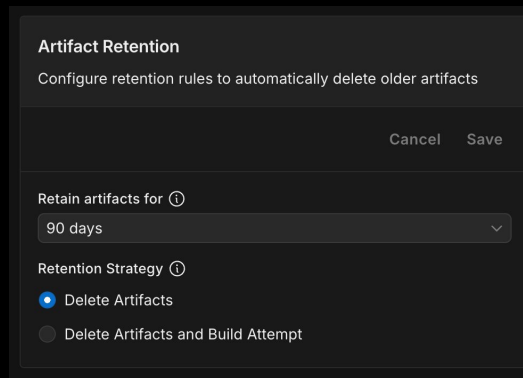 Artifact Retention
Configure retention rules to automatically delete older artifacts
Cancel Save
Retain artifacts for
90 days
Retention Strategy
Delete Artifacts
Delete Artifacts and Build Attempt